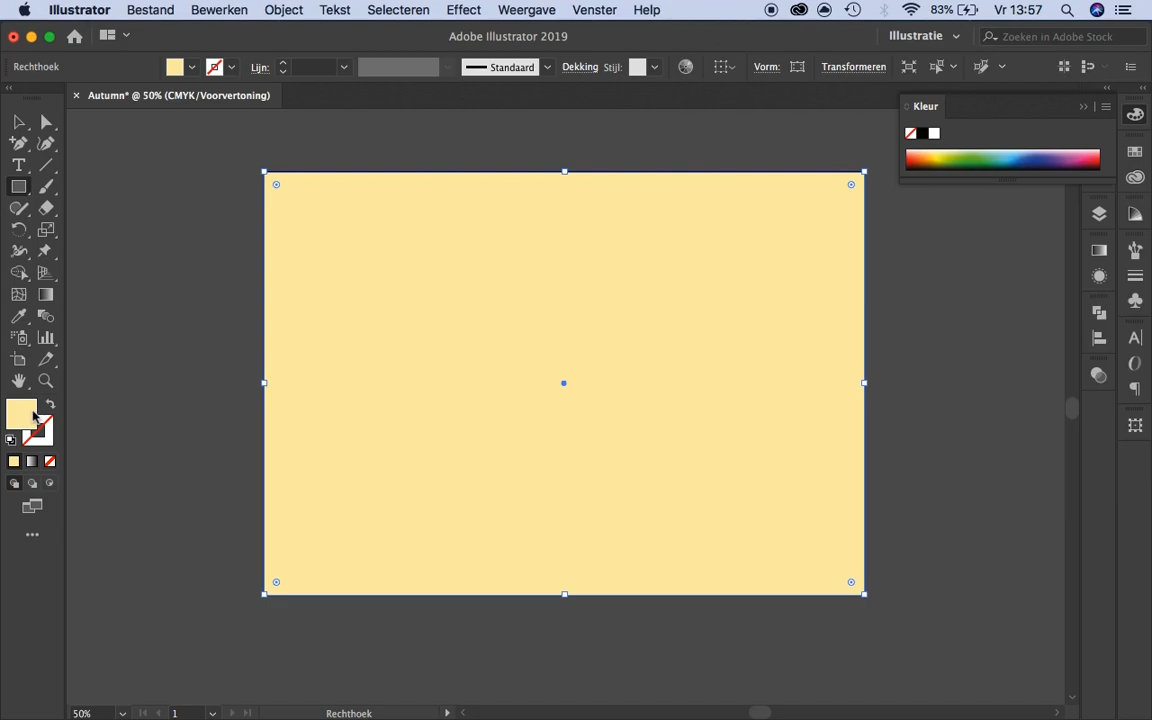 Illustrator Bestand Bewerken Object Tekst Selecteren Effect Weergave Venster Help 83% Vr 13:57
Adobe Illustrator 2019 Illustratie Zoeken in Adobe Stock
Rechthoek Lijn: Standaard Dekking Stijl: Vorm: Transformeren
Autumn* @ 50% (CMYK/Voorvertoning)
Kleur
50% 1 Rechthoek